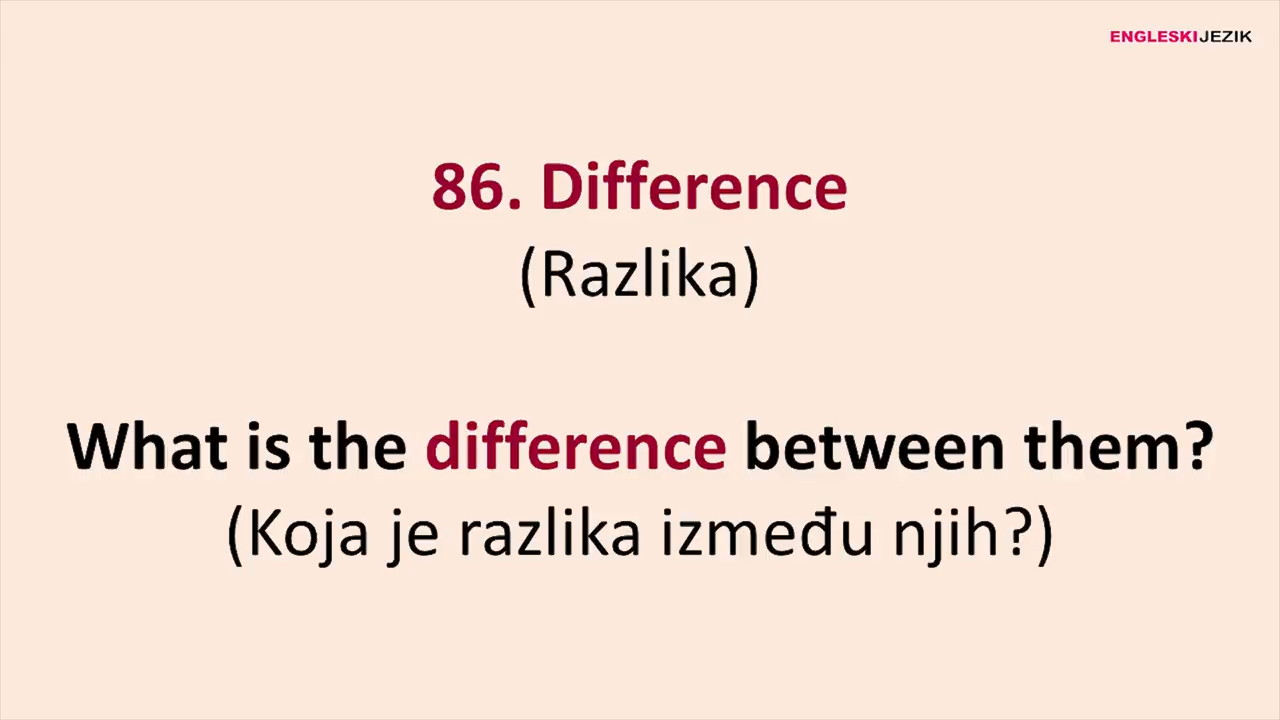 ENGLESKIJEZIK
86. Difference
(Razlika)
What is the difference between them?
(Koja je razlika između njih?)